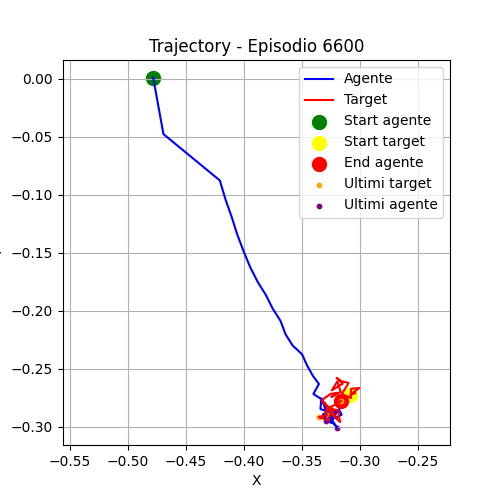 Trajectory - Episodio 6600
0.00
−0.05
−0.10
−0.15
−0.20
−0.25
−0.30
Agente
Target
Start agente
Start target
End agente
Ultimi target
Ultimi agente
−0.55 −0.50 −0.45 −0.40 −0.35 −0.30 −0.25
X